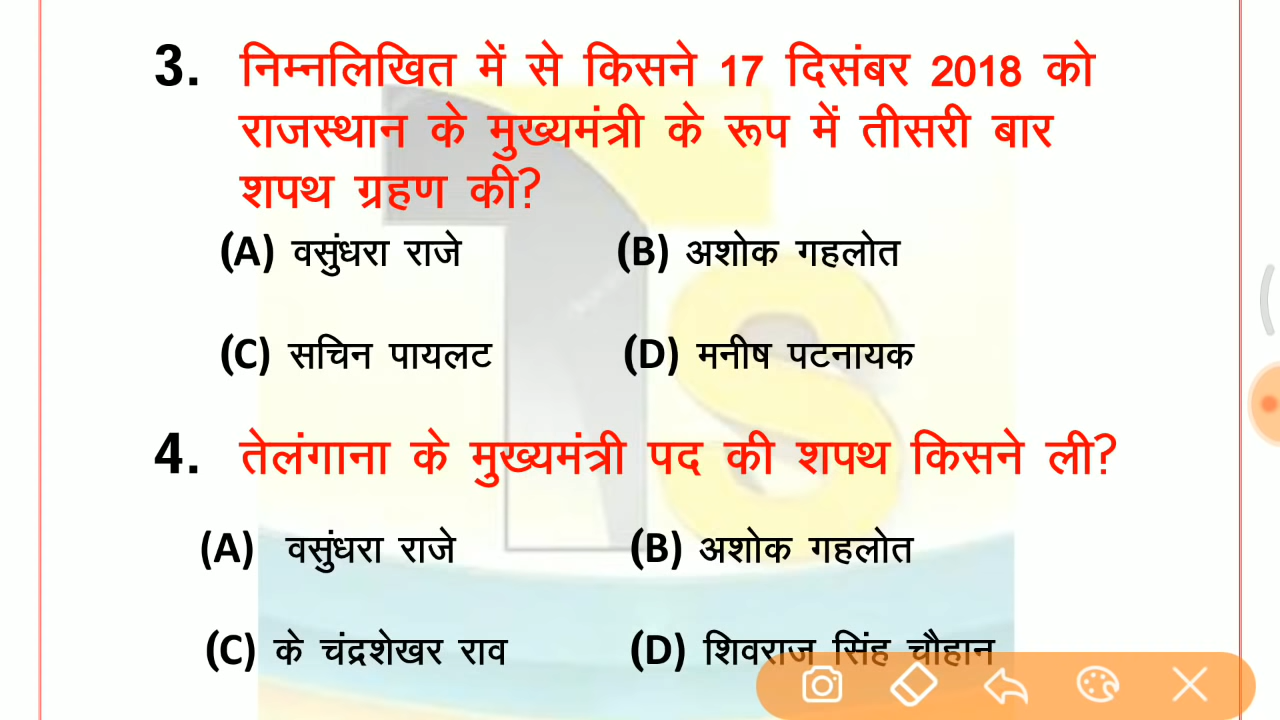 3. निम्नलिखित में से किसने 17 दिसंबर 2018 को
राजस्थान के मुख्यमंत्री के रूप में तीसरी बार
शपथ ग्रहण की?
(A) वसुंधरा राजे (B) अशोक गहलोत
(C) सचिन पायलट (D) मनीष पटनायक
4. तेलंगाना के मुख्यमंत्री पद की शपथ किसने ली?
(A) वसुंधरा राजे (B) अशोक गहलोत
(C) के चंद्रशेखर राव (D) शिवराज सिंह चौहान